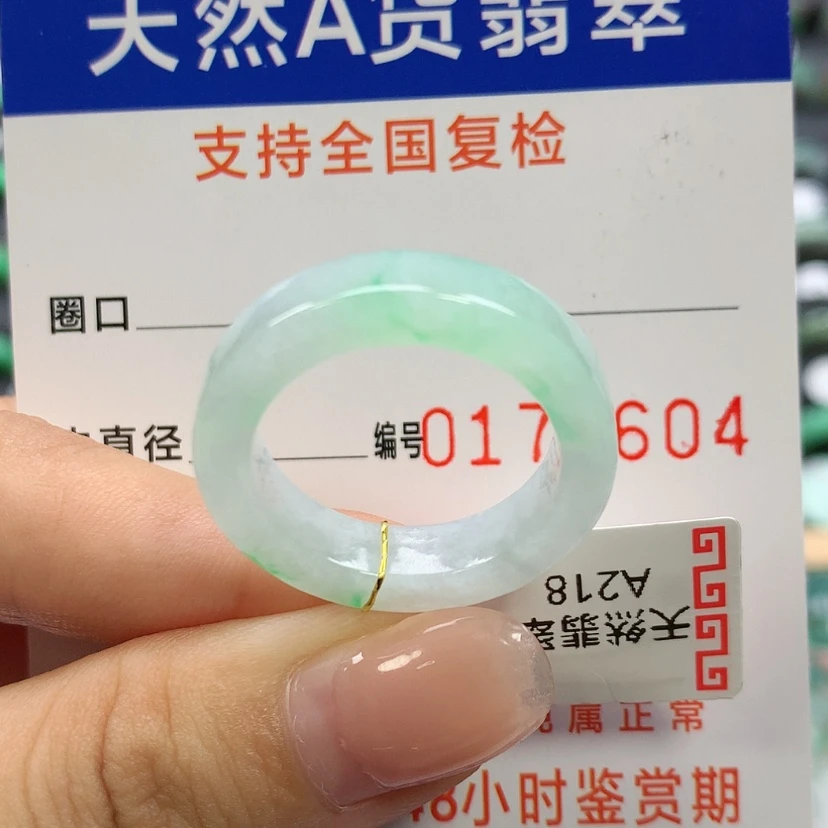 天然A货翡翠
支持全国复检
圈口
直径
编号017 604
A218
天然翡翠
属正常
48小时鉴赏期